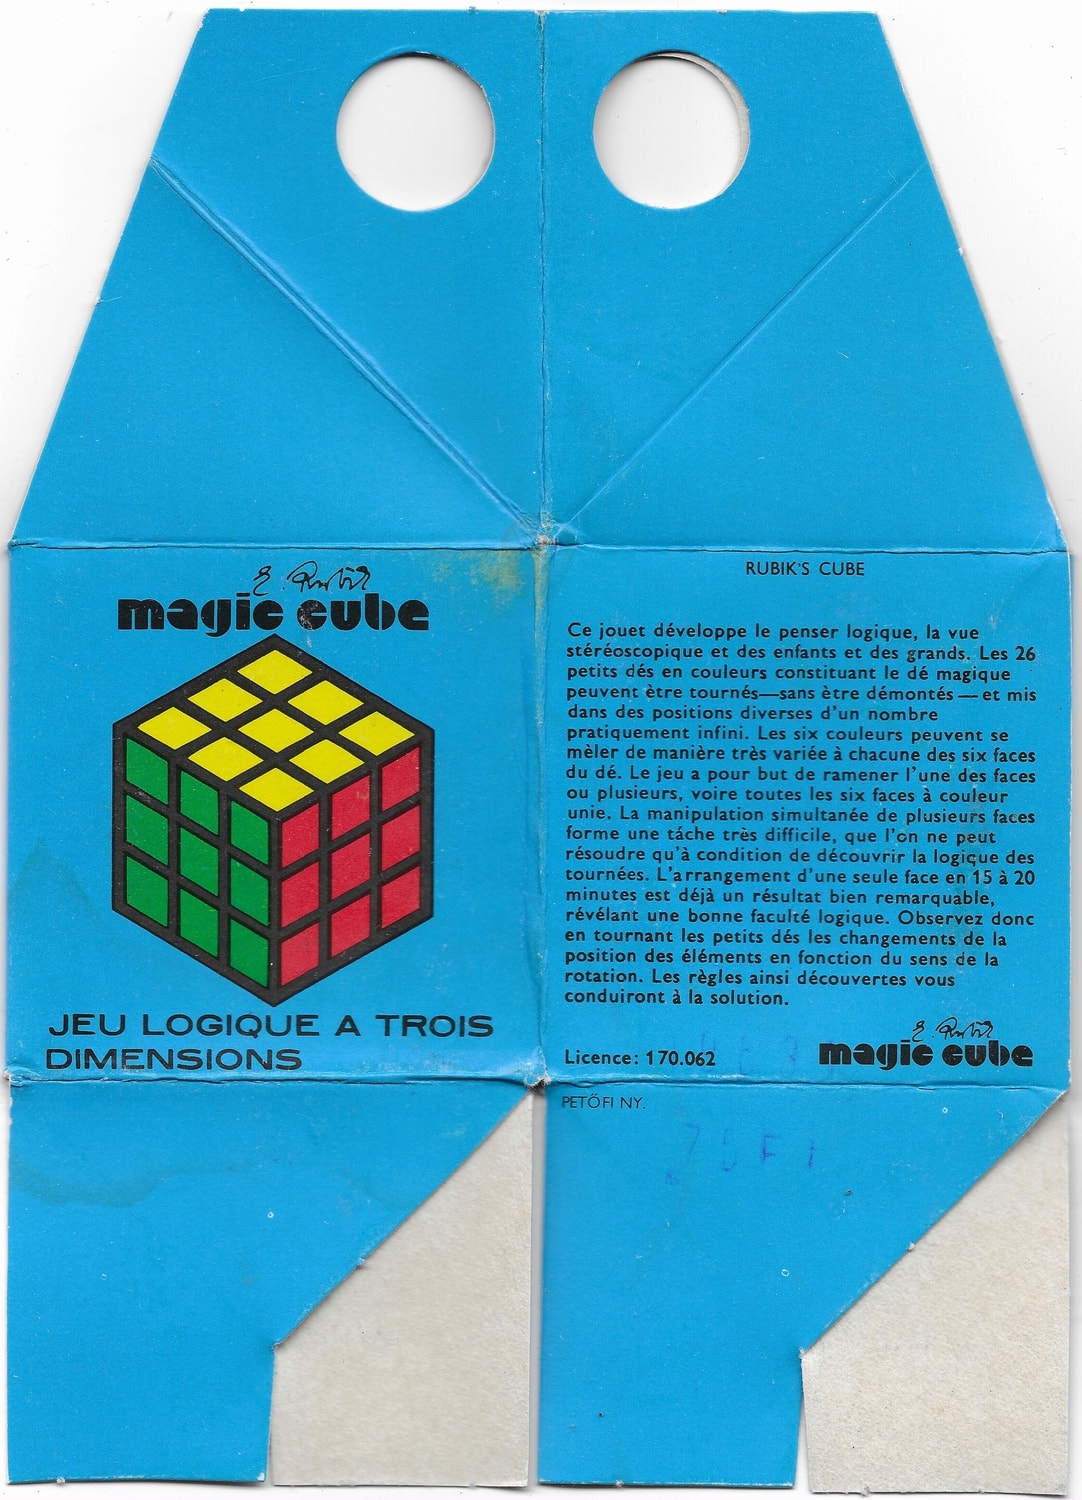 E. Rubik
magic cube
JEU LOGIQUE A TROIS
DIMENSIONS
RUBIK'S CUBE
Ce jouet développe le penser logique, la vue
stéréoscopique et des enfants et des grands. Les 26
petits dés en couleurs constituant le dé magique
peuvent ètre tournés—sans ètre démontés — et mis
dans des positions diverses d'un nombre
pratiquement infini. Les six couleurs peuvent se
mèler de manière très variée à chacune des six faces
du dé. Le jeu a pour but de ramener l'une des faces
ou plusieurs, voire toutes les six faces à couleur
unie. La manipulation simultanée de plusieurs faces
forme une táche très difficile, que l'on ne peut
résoudre qu'à condition de découvrir la logique des
tournées. L'arrangement d'une seule face en 15 à 20
minutes est déjà un résultat bien remarquable,
révélant une bonne faculté logique. Observez donc
en tournant les petits dés les changements de la
position des éléments en fonction du sens de la
rotation. Les règles ainsi découvertes vous
conduiront à la solution.
Licence: 170.062
E. Rubik
magic cube
PETŐFI NY.